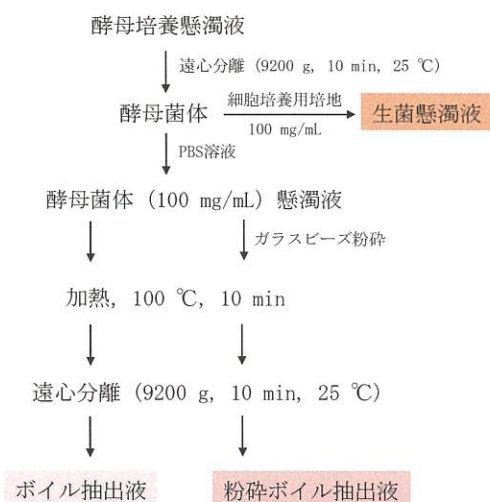 酵母培養懸濁液
遠心分離 (9200 g, 10 min, 25 ℃)
酵母菌体
細胞培養用培地
100 mg/mL
生菌懸濁液
PBS溶液
酵母菌体 (100 mg/mL) 懸濁液
ガラスビーズ粉砕
加熱, 100 ℃, 10 min
遠心分離 (9200 g, 10 min, 25 ℃)
ボイル抽出液
粉砕ボイル抽出液